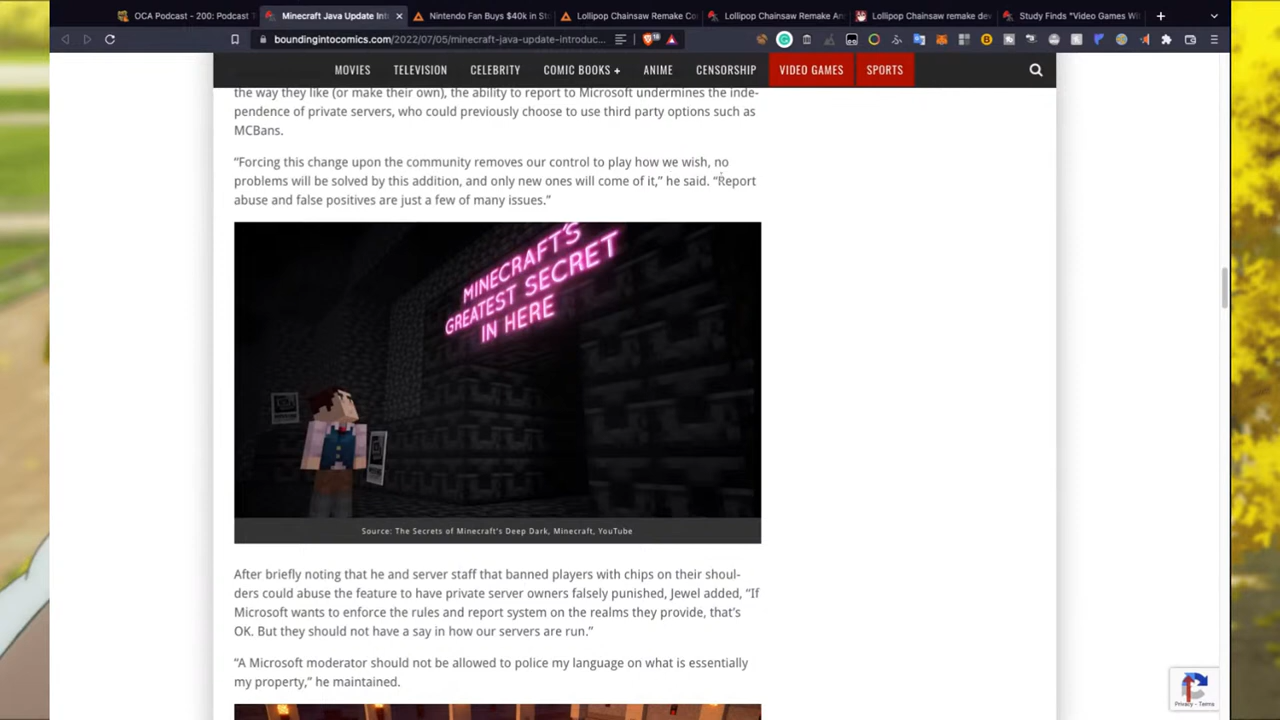 OCA Podcast - 200: Podcast T
Minecraft Java Update Int
Nintendo Fan Buys $40k in St
Lollipop Chainsaw Remake Co
Lollipop Chainsaw Remake An
Lollipop Chainsaw remake dev
Study Finds "Video Games Wi
boundingintocomics.com/2022/07/05/minecraft-java-update-introduc...
MOVIES TELEVISION CELEBRITY COMIC BOOKS + ANIME CENSORSHIP VIDEO GAMES SPORTS
the way they like (or make their own), the ability to report to Microsoft undermines the inde-
pendence of private servers, who could previously choose to use third party options such as
MCBans.
“Forcing this change upon the community removes our control to play how we wish, no
problems will be solved by this addition, and only new ones will come of it,” he said. “Report
abuse and false positives are just a few of many issues.”
MINECRAFT'S
GREATEST SECRET
IN HERE
Source: The Secrets of Minecraft's Deep Dark, Minecraft, YouTube
After briefly noting that he and server staff that banned players with chips on their shoul-
ders could abuse the feature to have private server owners falsely punished, Jewel added, “If
Microsoft wants to enforce the rules and report system on the realms they provide, that's
OK. But they should not have a say in how our servers are run.”
“A Microsoft moderator should not be allowed to police my language on what is essentially
my property,” he maintained.
Privacy - Terms